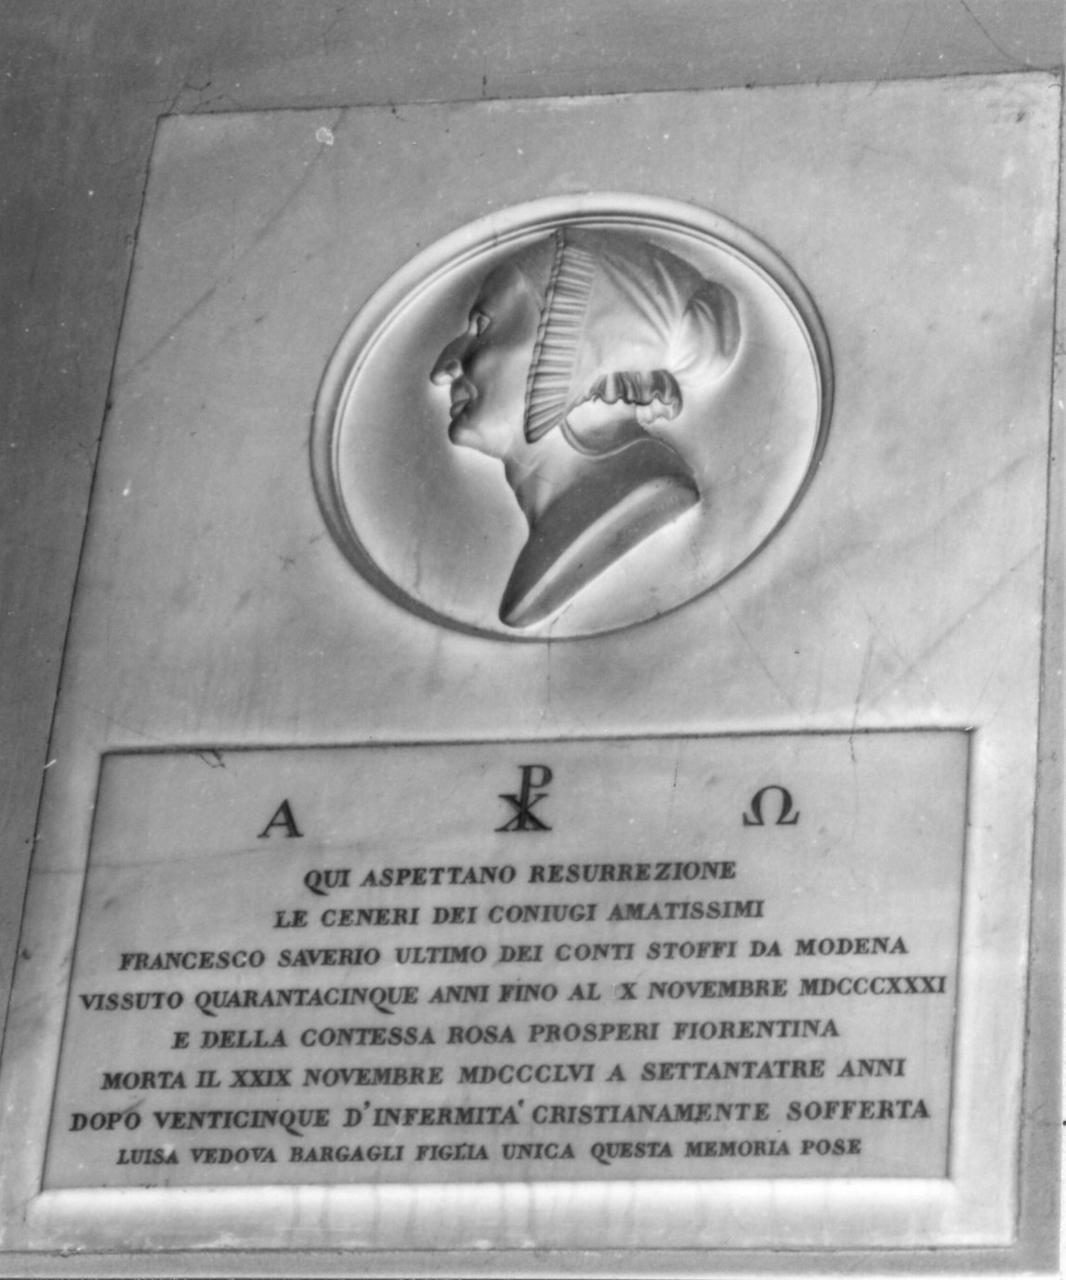 Α ☧ Ω
QUI ASPETTANO RESURREZIONE
LE CENERI DEI CONIUGI AMATISSIMI
FRANCESCO SAVERIO ULTIMO DEI CONTI STOFFI DA MODENA
VISSUTO QUARANTACINQUE ANNI FINO AL X NOVEMBRE MDCCCXXXI
E DELLA CONTESSA ROSA PROSPERI FIORENTINA
MORTA IL XXIX NOVEMBRE MDCCCLVI A SETTANTATRE ANNI
DOPO VENTICINQUE D'INFERMITA' CRISTIANAMENTE SOFFERTA
LUISA VEDOVA BARGAGLI FIGLIA UNICA QUESTA MEMORIA POSE